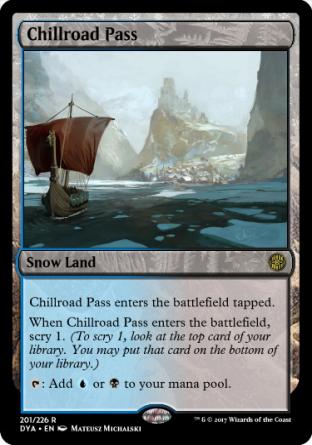 Chillroad Pass
Snow Land
Chillroad Pass enters the battlefield tapped.
When Chillroad Pass enters the battlefield,
scry 1. (To scry 1, look at the top card of your
library. You may put that card on the bottom
of your library.)
: Add or to your mana pool.
201/226 R
DYA • EN Mateusz Michalski
™ & © 2017 Wizards of the Coast